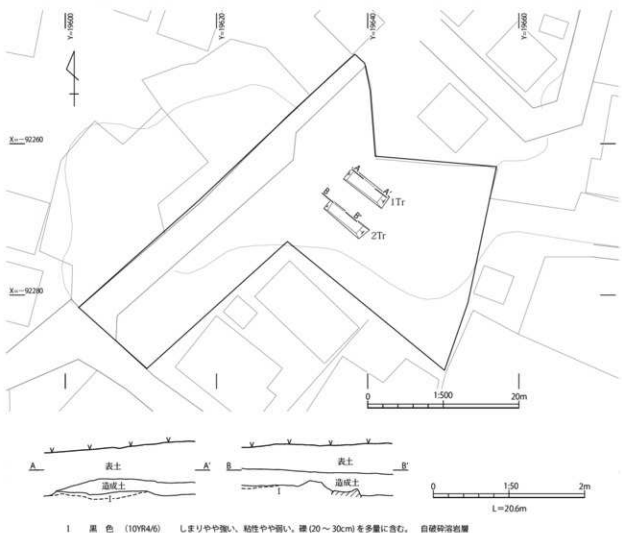 Y=19600
Y=19620
Y=19640
Y=19660
X=-92260
X=-92280
A
A'
1Tr
B
B'
2Tr
0 1:500 20m
A 表土 A'
造成土
1
B 表土 B'
造成土
1
0 1:50 2m
L=20.6m
1 黒色 (10YR4/6) しまりやや強い、粘性やや弱い。礫 (20～30cm) を多量に含む。 自破砕溶岩層